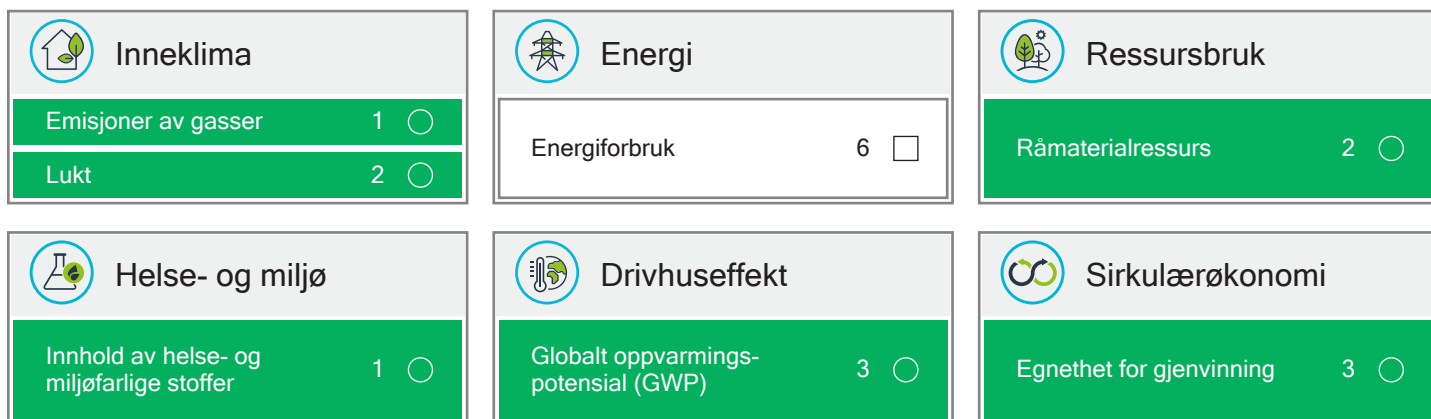 Inneklima
Emisjoner av gasser 1
Lukt 2
Energi
Energiforbruk 6
Ressursbruk
Råmaterialressurs 2
Helse- og miljø
Innhold av helse- og
miljøfarlige stoffer 1
Drivhuseffekt
Globalt oppvarmings-
potensial (GWP) 3
Sirkulærøkonomi
Egnethet for gjenvinning 3